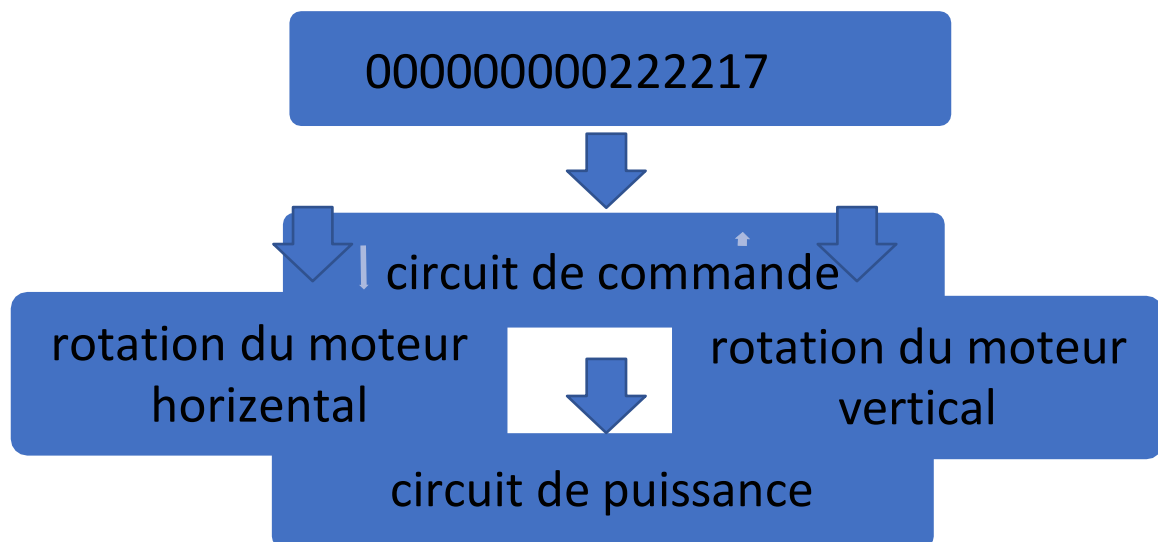 000000000222217
circuit de commande
rotation du moteur
horizental
rotation du moteur
vertical
circuit de puissance